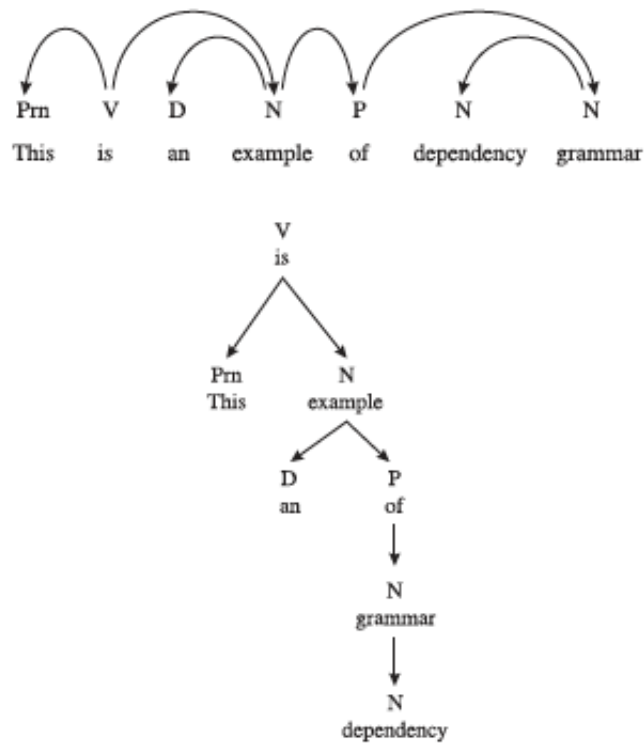 Prn V D N P N N
This is an example of dependency grammar
V
is
Prn N
This example
D P
an of
N
grammar
N
dependency